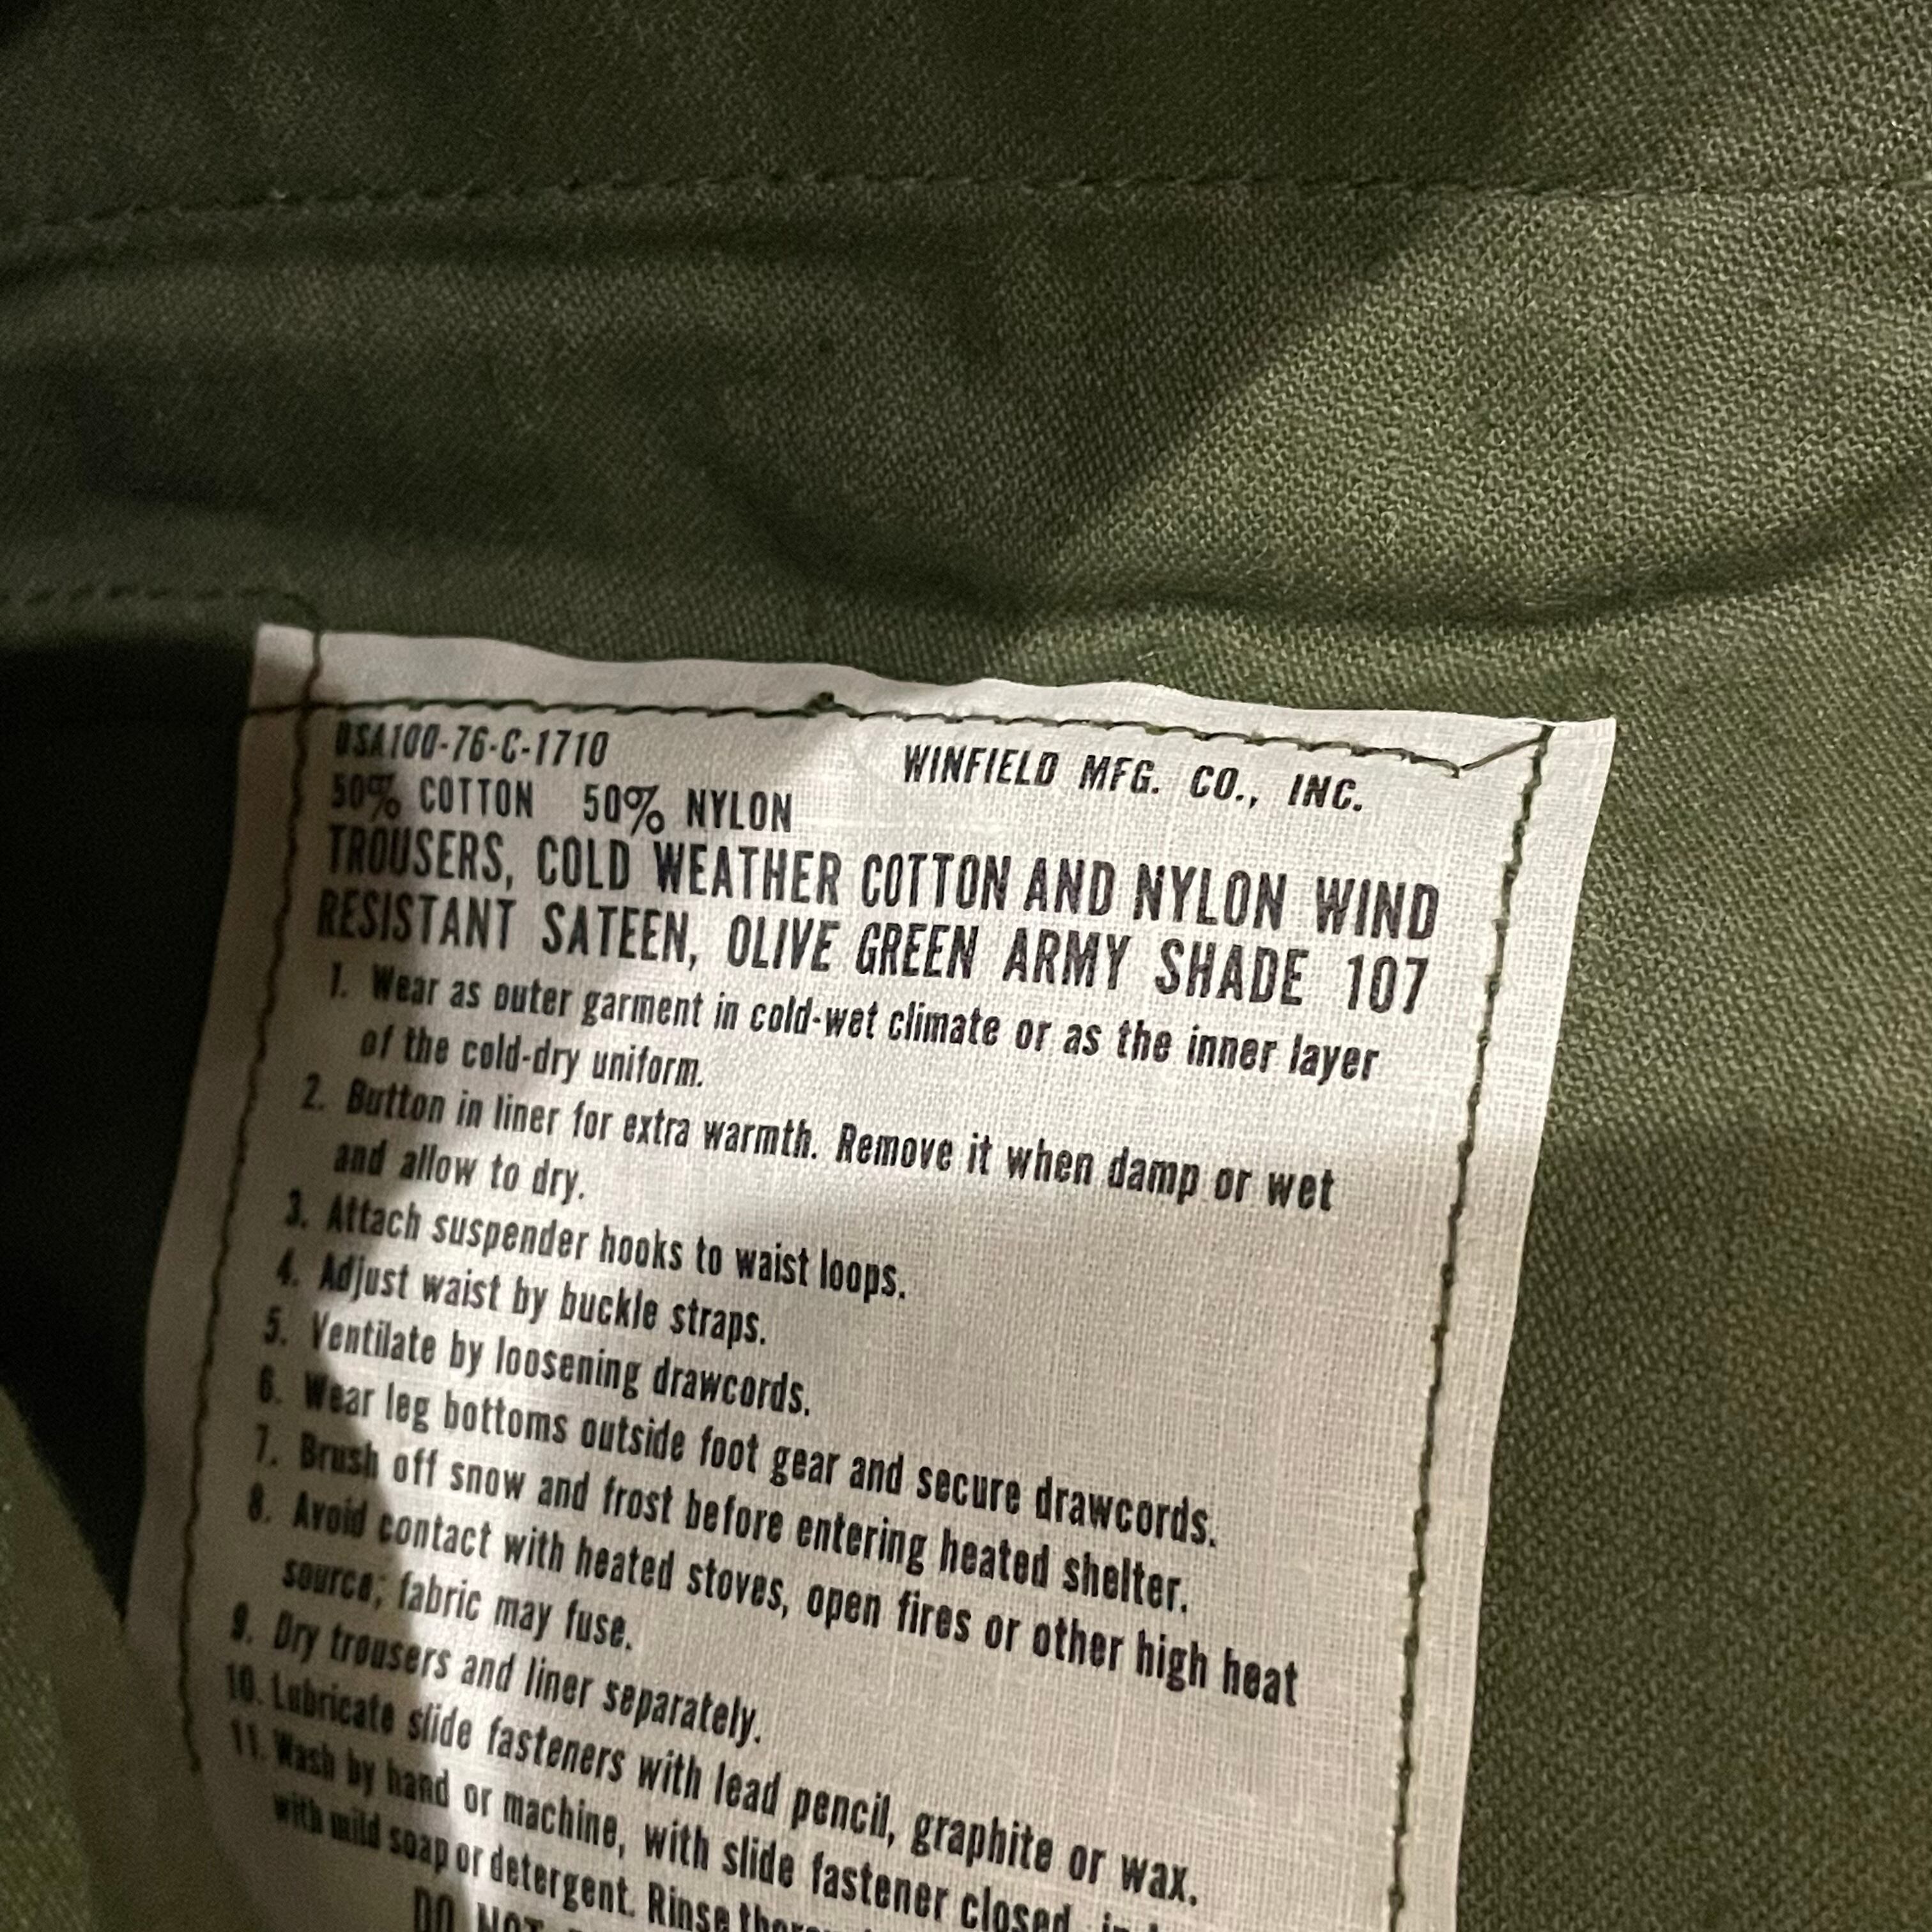 DSA100-76-C-1710 WINFIELD MFG. CO., INC.
50% COTTON 50% NYLON
TROUSERS, COLD WEATHER COTTON AND NYLON WIND
RESISTANT SATEEN, OLIVE GREEN ARMY SHADE 107
1. Wear as outer garment in cold-wet climate or as the inner layer
of the cold-dry uniform.
2. Button in liner for extra warmth. Remove it when damp or wet
and allow to dry.
3. Attach suspender hooks to waist loops.
4. Adjust waist by buckle straps.
5. Ventilate by loosening drawcords.
6. Wear leg bottoms outside foot gear and secure drawcords.
7. Brush off snow and frost before entering heated shelter.
8. Avoid contact with heated stoves, open fires or other high heat
source; fabric may fuse.
9. Dry trousers and liner separately.
10. Lubricate slide fasteners with lead pencil, graphite or wax.
11. Wash by hand or machine, with slide fastener closed,
with mild soap or detergent. Rinse
DO NOT